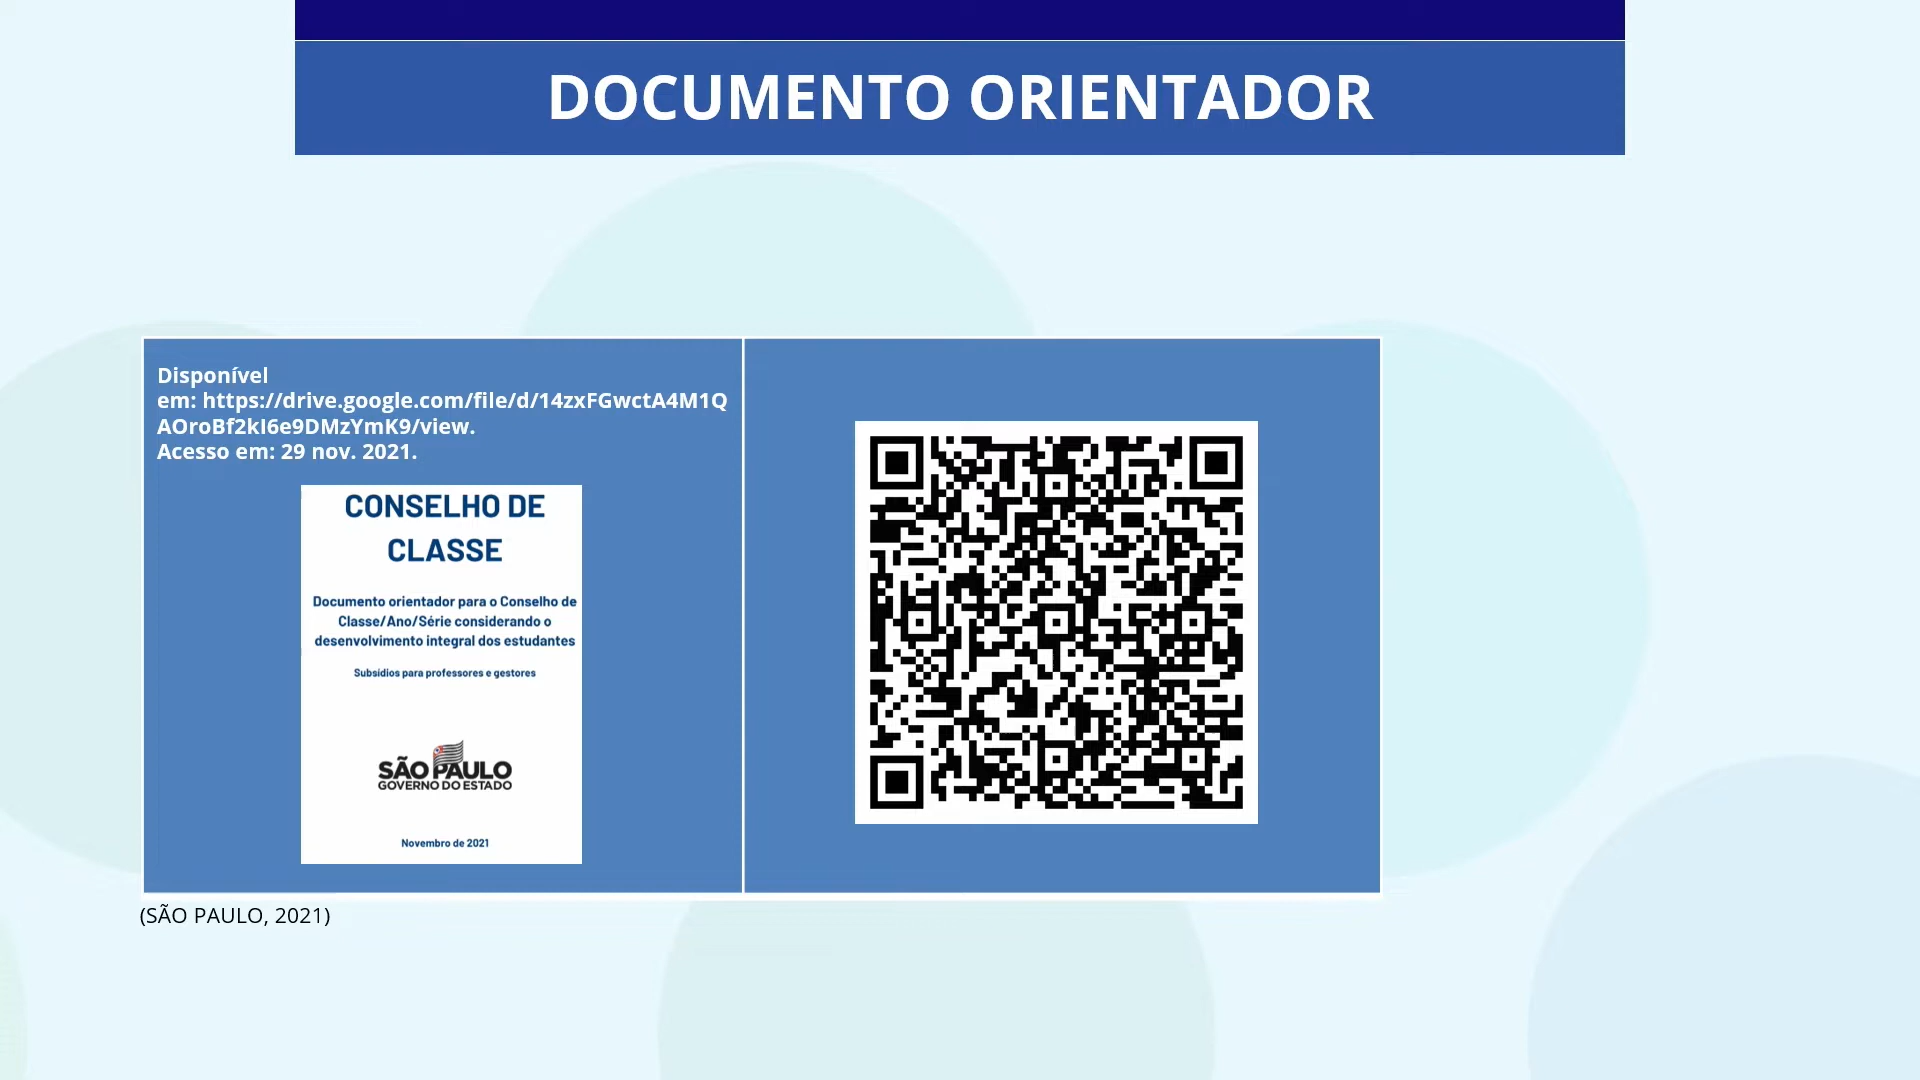 DOCUMENTO ORIENTADOR
Disponível
em: https://drive.google.com/file/d/14zxFGwctA4M1Q
AOroBf2kI6e9DMzYmK9/view.
Acesso em: 29 nov. 2021.
CONSELHO DE
CLASSE
Documento orientador para o Conselho de
Classe/Ano/Série considerando o
desenvolvimento integral dos estudantes
Subsídios para professores e gestores
SÃO PAULO
GOVERNO DO ESTADO
Novembro de 2021
(SÃO PAULO, 2021)